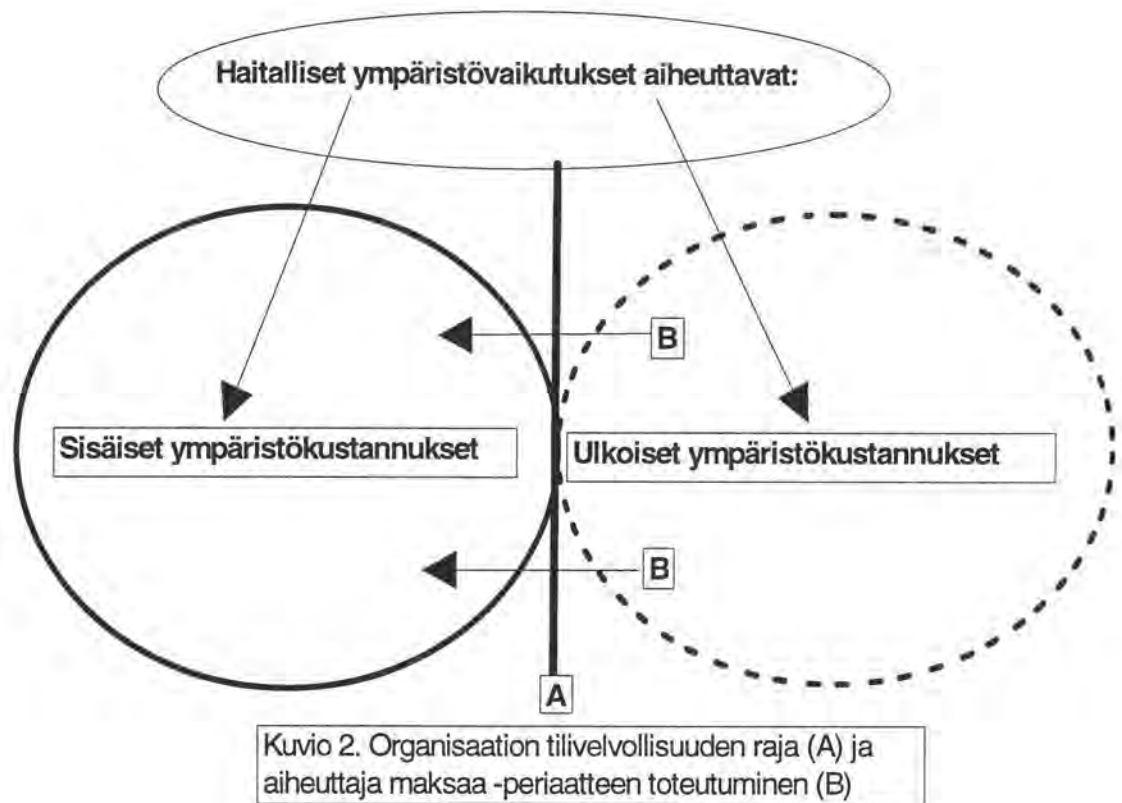 Haitalliset ympäristövaikutukset aiheuttavat:
B
Sisäiset ympäristökustannukset
Ulkoiset ympäristökustannukset
B
A
Kuvio 2. Organisaation tilivelvollisuuden raja (A) ja
aiheuttaja maksaa -periaatteen toteutuminen (B)